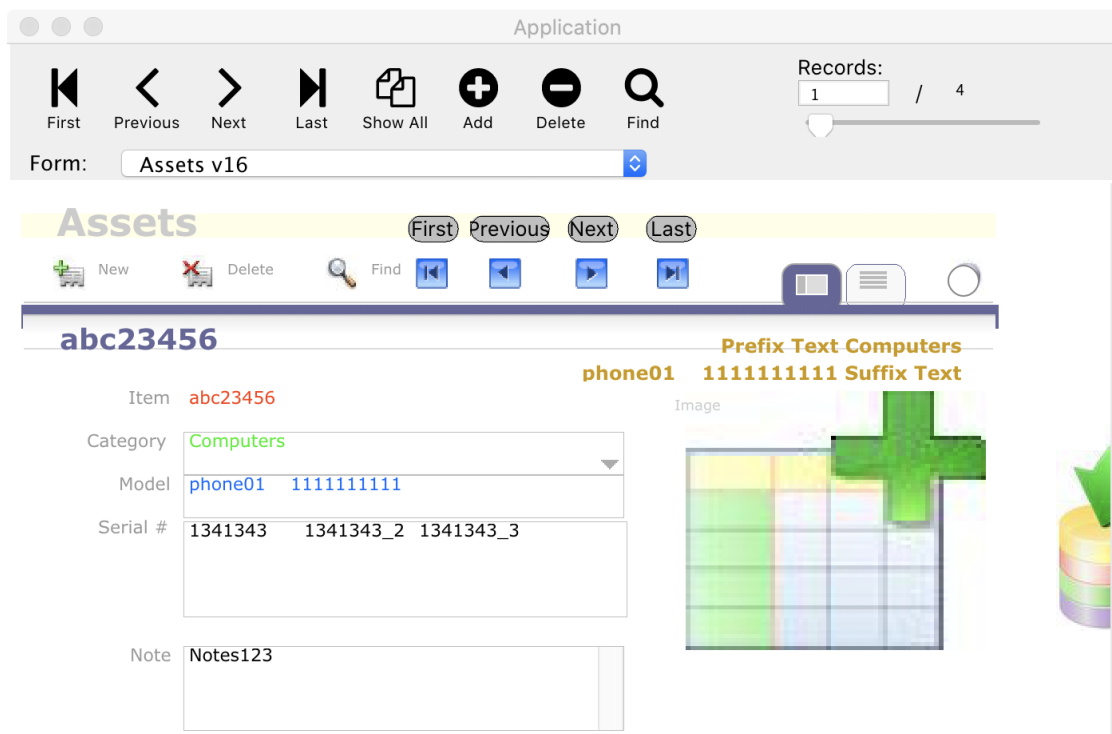 Application
Records:
1 / 4
First Previous Next Last Show All Add Delete Find
Form: Assets v16
Assets
First Previous Next Last
New Delete Find
abc23456
Prefix Text Computers
phone01 1111111111 Suffix Text
Item abc23456
Image
Category Computers
Model phone01 1111111111
Serial # 1341343 1341343_2 1341343_3
Note Notes123